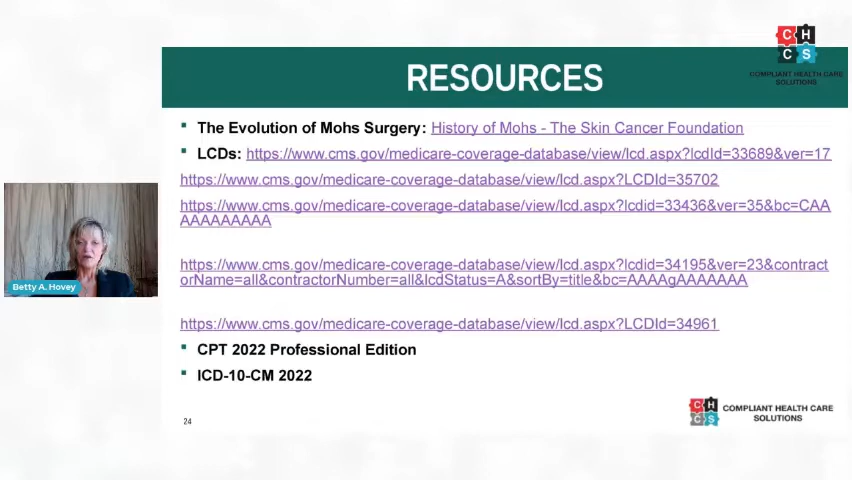 C H
C S
COMPLIANT HEALTH CARE
SOLUTIONS
RESOURCES
The Evolution of Mohs Surgery: History of Mohs - The Skin Cancer Foundation
LCDs: https://www.cms.gov/medicare-coverage-database/view/lcd.aspx?lcdId=33689&ver=17
https://www.cms.gov/medicare-coverage-database/view/lcd.aspx?LCDId=35702
https://www.cms.gov/medicare-coverage-database/view/lcd.aspx?lcdid=33436&ver=35&bc=CAA
AAAAAAAAAA
https://www.cms.gov/medicare-coverage-database/view/lcd.aspx?lcdid=34195&ver=23&contract
orName=all&contractorNumber=all&lcdStatus=A&sortBy=title&bc=AAAAgAAAAAAA
https://www.cms.gov/medicare-coverage-database/view/lcd.aspx?LCDId=34961
CPT 2022 Professional Edition
ICD-10-CM 2022
Betty A. Hovey
24
C H
C S
COMPLIANT HEALTH CARE
SOLUTIONS